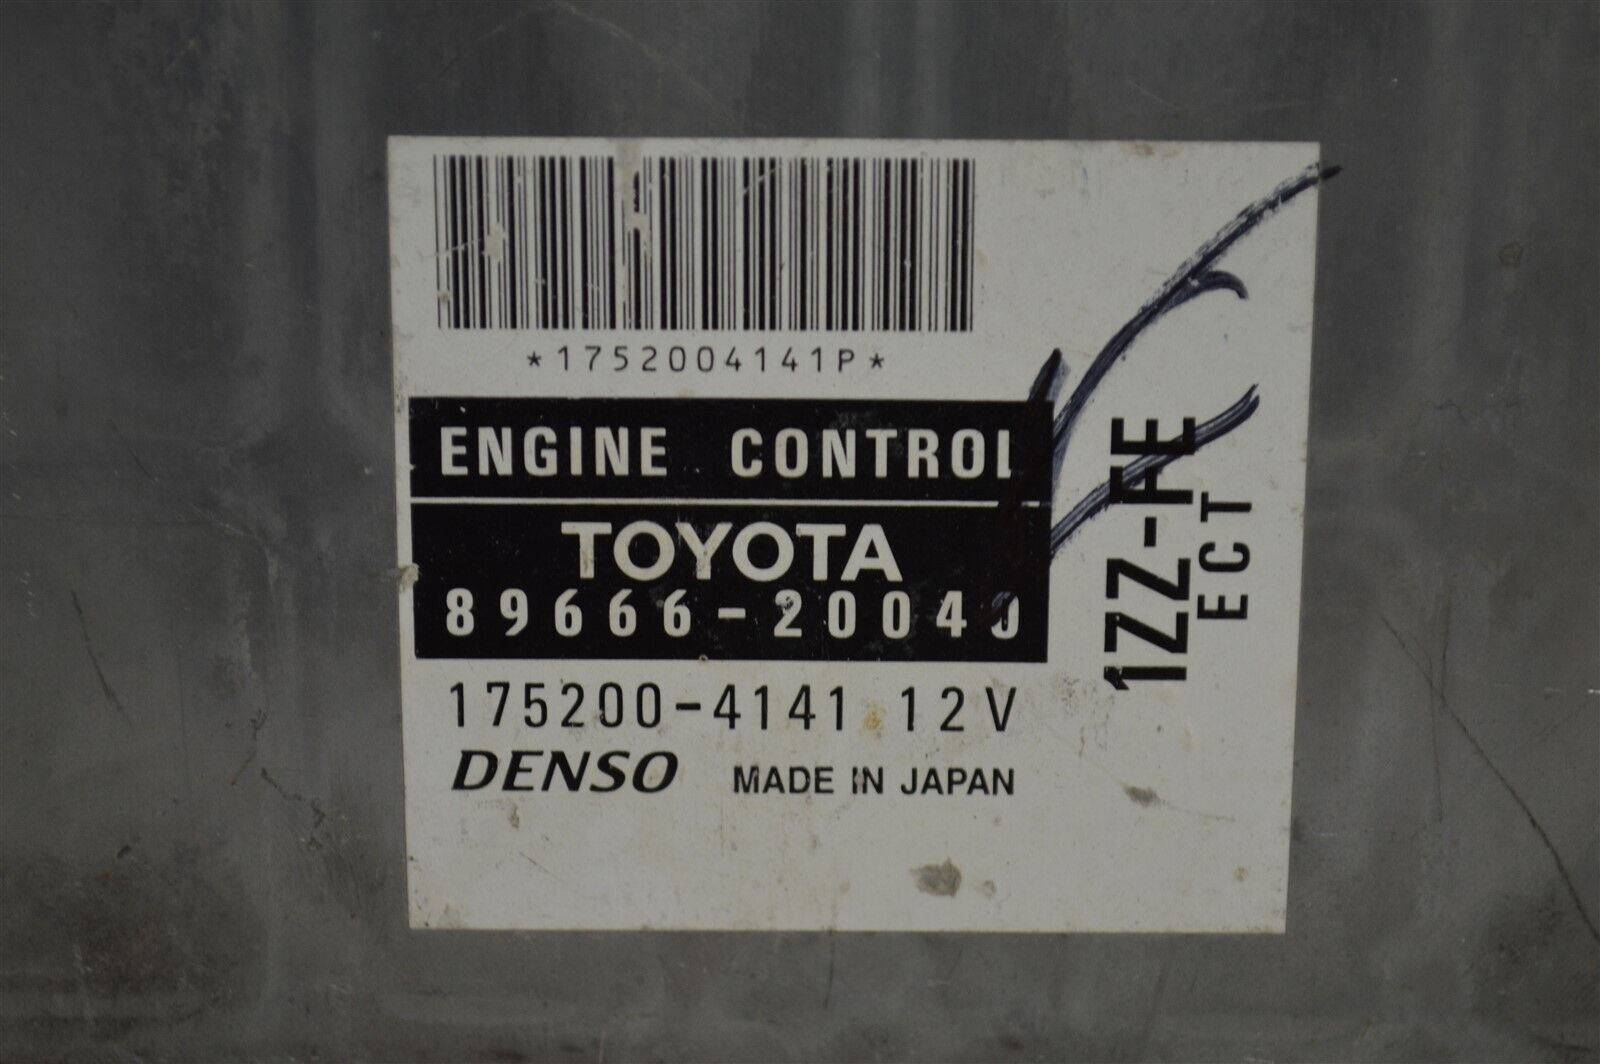 *1752004141P*
ENGINE CONTROL
TOYOTA
89666-20040
175200-4141 12V
DENSO MADE IN JAPAN
1ZZ-FE
ECT